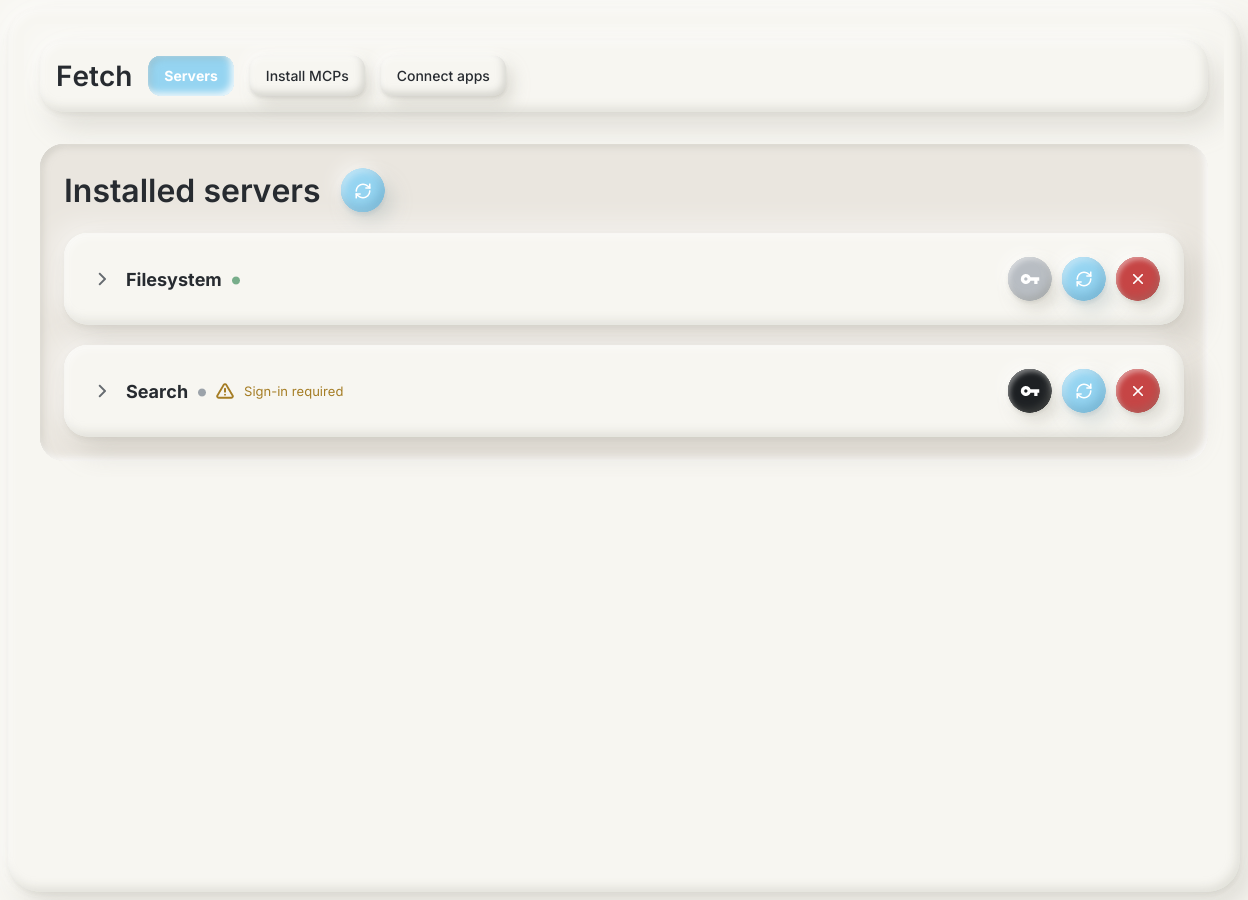 Fetch Servers Install MCPs Connect apps
Installed servers
Filesystem
Search Sign-in required